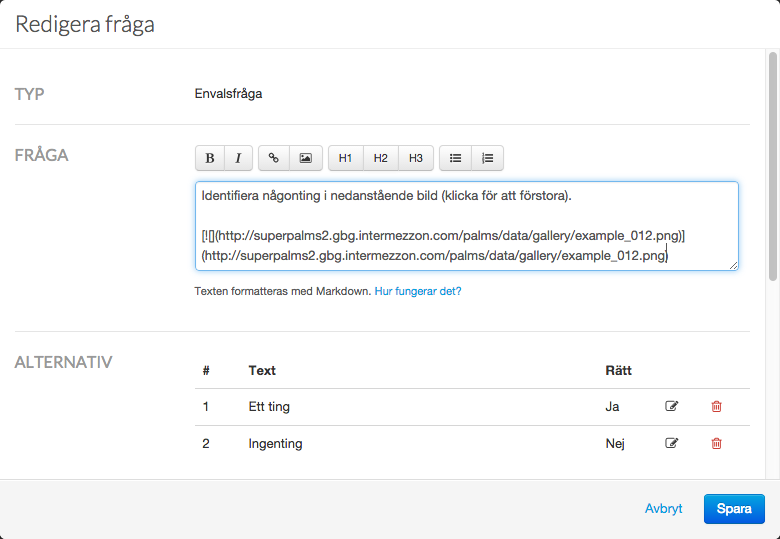 Redigera fråga
TYP
Envalsfråga
FRÅGA
B I H1 H2 H3
Identifiera någonting i nedanstående bild (klicka för att förstora).
[![](http://superpalms2.gbg.intermezzon.com/palms/data/gallery/example_012.png)]
(http://superpalms2.gbg.intermezzon.com/palms/data/gallery/example_012.png)
Texten formatteras med Markdown. Hur fungerar det?
ALTERNATIV
# Text Rätt
1 Ett ting Ja
2 Ingenting Nej
Avbryt Spara